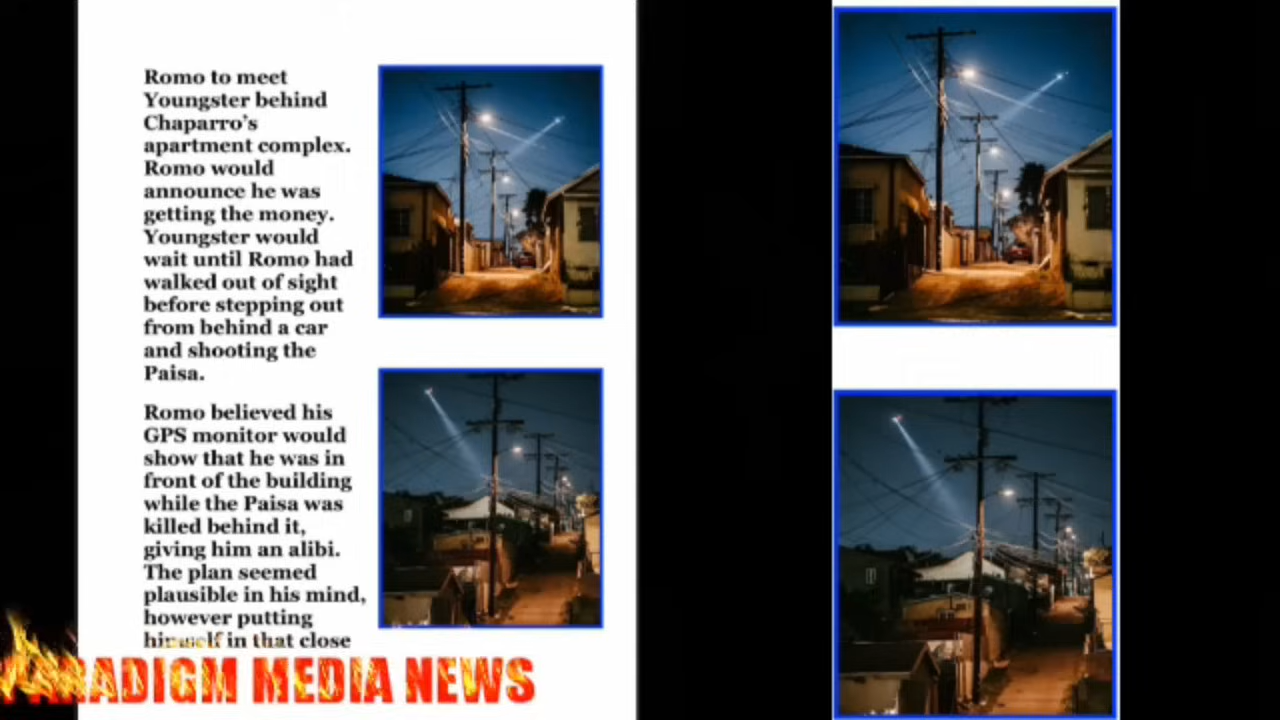 Romo to meet
Youngster behind
Chaparro's
apartment complex.
Romo would
announce he was
getting the money.
Youngster would
wait until Romo had
walked out of sight
before stepping out
from behind a car
and shooting the
Paisa.
Romo believed his
GPS monitor would
show that he was in
front of the building
while the Paisa was
killed behind it,
giving him an alibi.
The plan seemed
plausible in his mind,
however putting
himself in that close
PARADIGM MEDIA NEWS